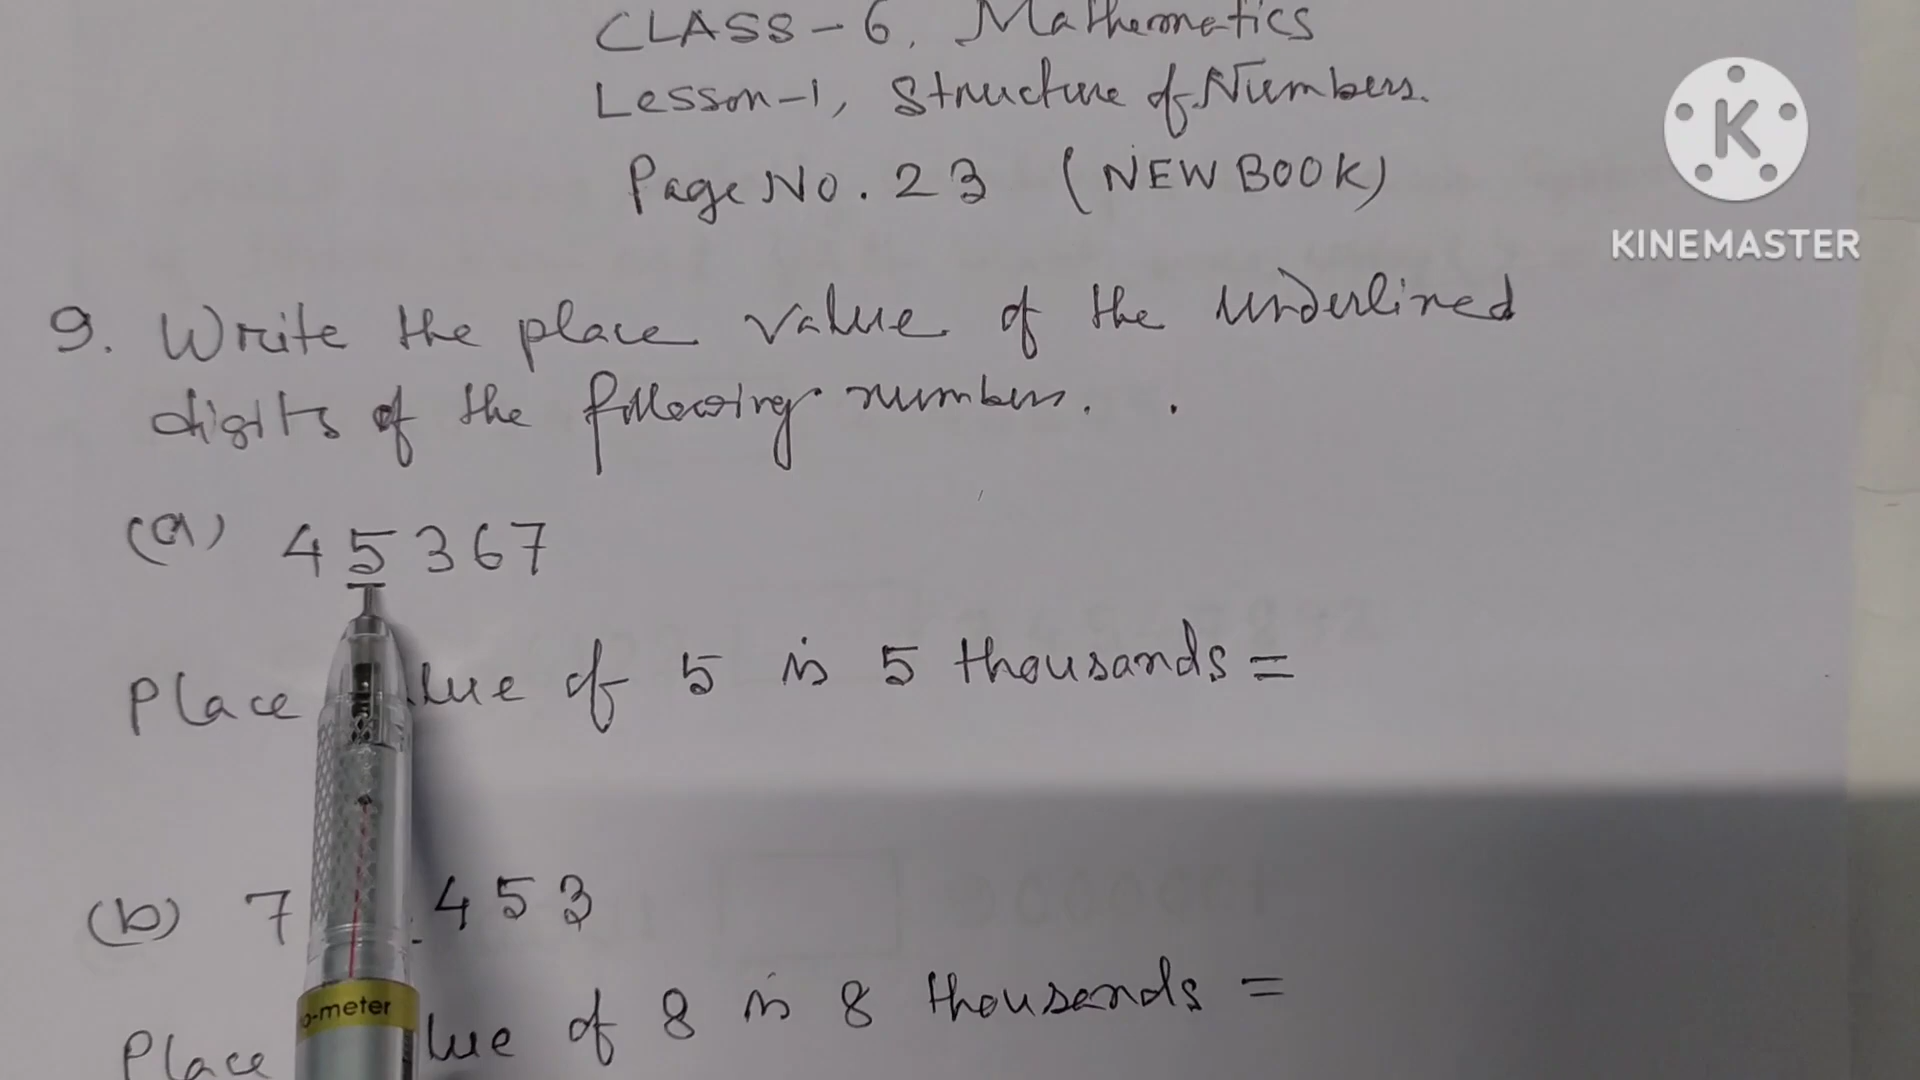 CLASS-6, Mathematics
Lesson-1, Structure of Numbers.
Page No. 23 (NEW BOOK)
K
KINEMASTER
9. Write the place value of the underlined
digits of the following numbers.
(a) 45367
Place lue of 5 is 5 thousands =
(b) 7 453
o-meter
Place lue of 8 is 8 thousands =